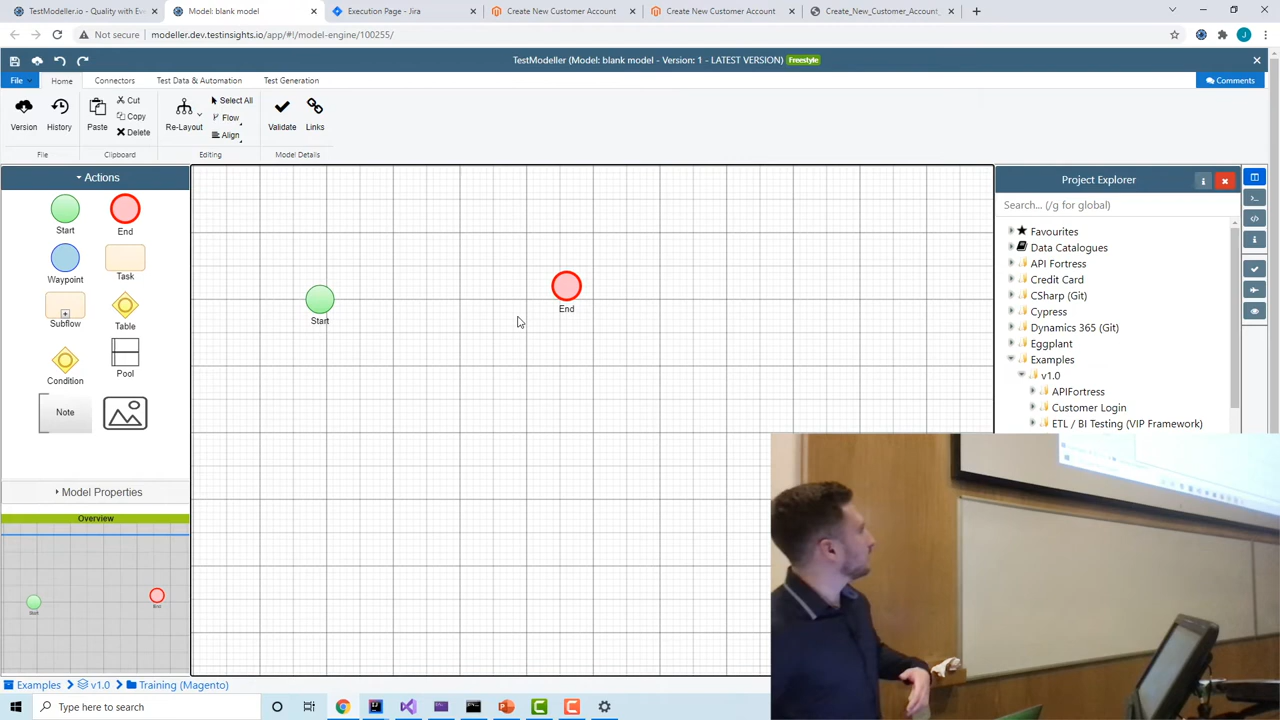 TestModeller.io - Quality with Eve
Model: blank model
Execution Page - Jira
Create New Customer Account
Create New Customer Account
Create_New_Customer_Account_
Not secure
modeller.dev.testinsights.io/app/#!/model-engine/100255/
J
TestModeller (Model: blank model - Version: 1 - LATEST VERSION)
Freestyle
File
Home
Connectors
Test Data & Automation
Test Generation
Comments
Version
History
Paste
Cut
Copy
Delete
Re-Layout
Select All
Flow
Align
Validate
Links
File
Clipboard
Editing
Model Details
Actions
Start
End
Waypoint
Task
Subflow
Table
Condition
Pool
Note
Model Properties
Overview
Start
End
Start
End
Project Explorer
Search... (/g for global)
Favourites
Data Catalogues
API Fortress
Credit Card
CSharp (Git)
Cypress
Dynamics 365 (Git)
Eggplant
Examples
v1.0
APIFortress
Customer Login
ETL / BI Testing (VIP Framework)
Examples
v1.0
Training (Magento)
Type here to search